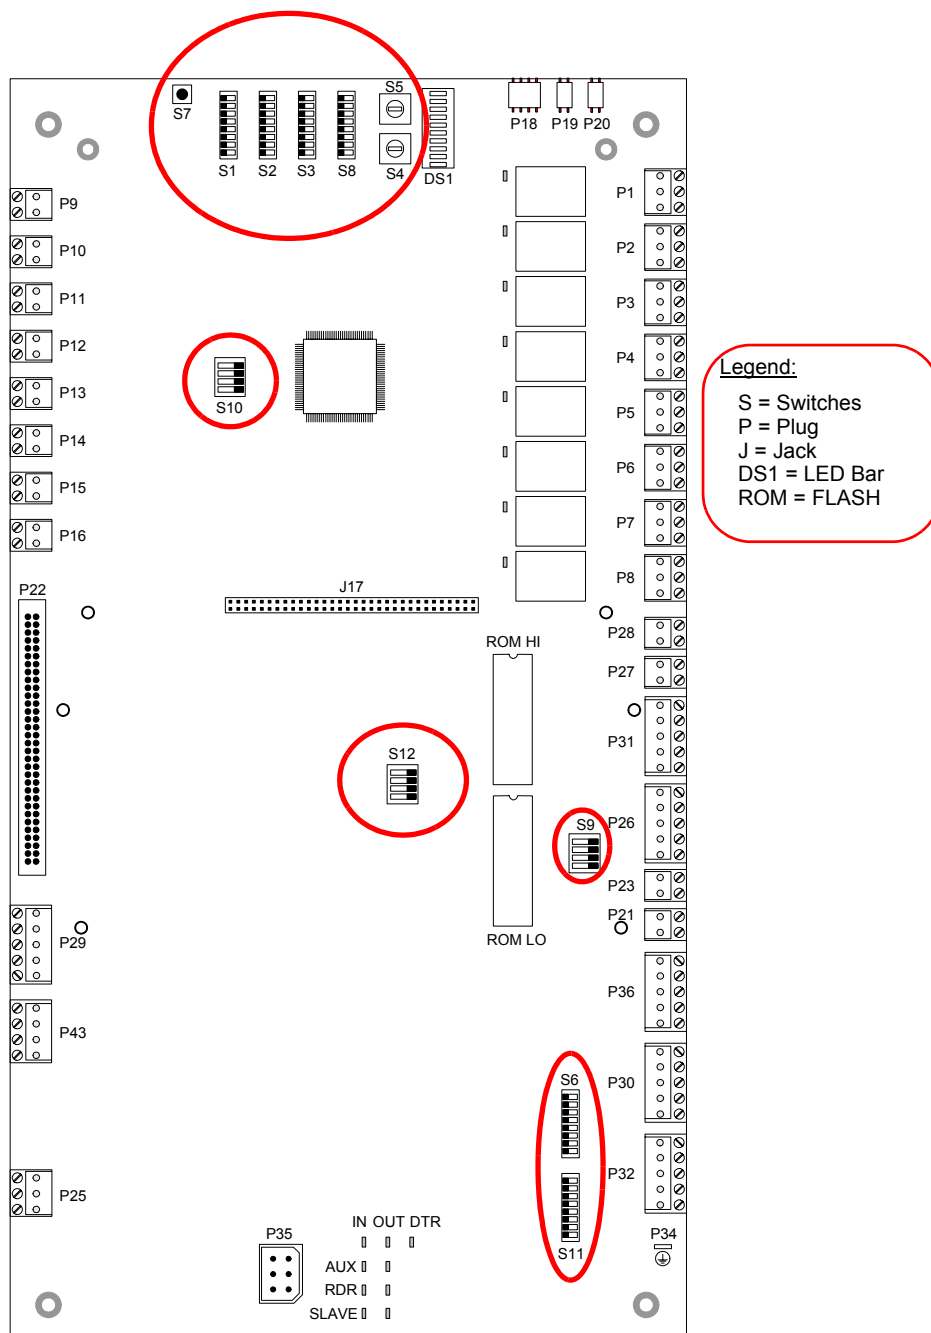 S5
S7
P18 P19 P20
S1 S2 S3 S8 S4
DS1
P1
P9
P2
P10
P11
P3
P12
P4
P13
S10
P5
P14
P6
P15
P7
P16
P8
Legend:
S = Switches
P = Plug
J = Jack
DS1 = LED Bar
ROM = FLASH
P22
J17
P28
ROM HI
P27
P31
S12
S9
P26
P23
P21
P29
ROM LO
P36
P43
S6
P30
P32
P25
IN OUT DTR
P35
P34
S11
AUX
RDR
SLAVE